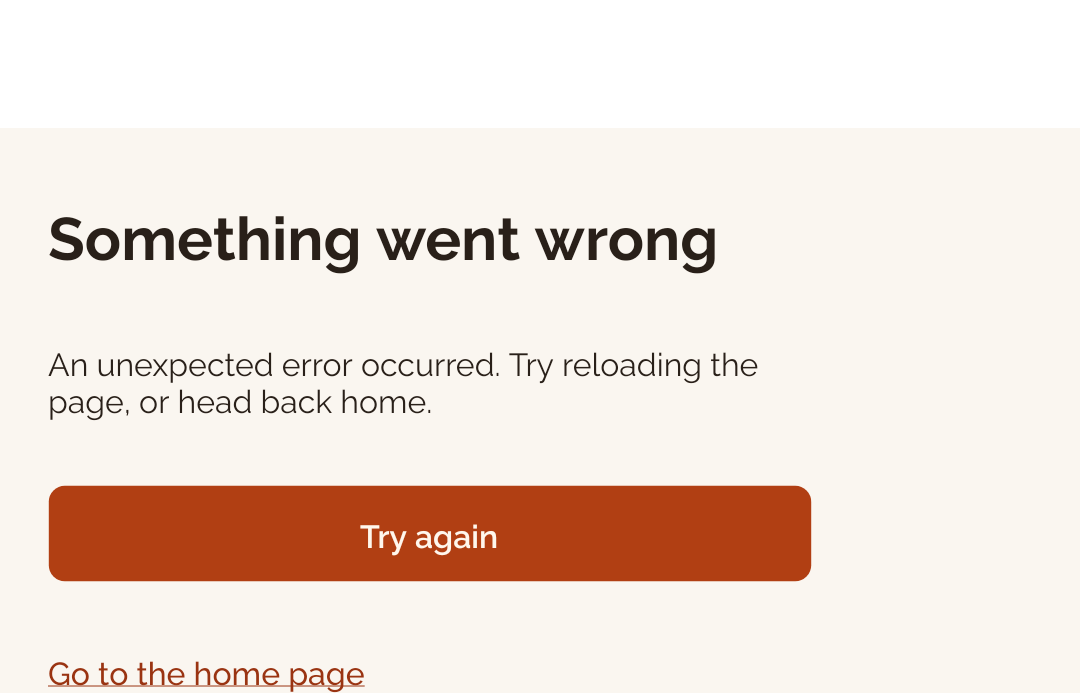 Something went wrong
An unexpected error occurred. Try reloading the
page, or head back home.
Try again
Go to the home page